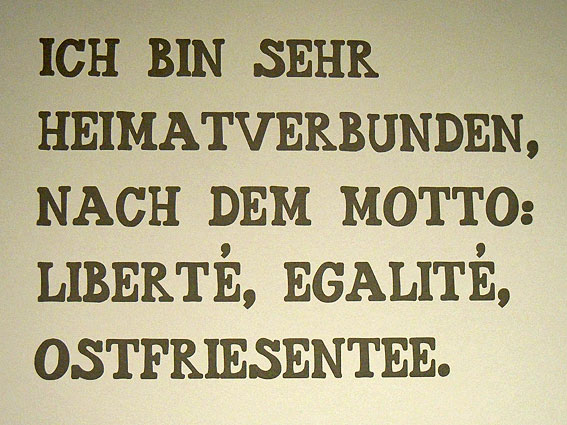 ICH BIN SEHR
HEIMATVERBUNDEN,
NACH DEM MOTTO:
LIBERTÉ, EGALITÉ,
OSTFRIESENTEE.